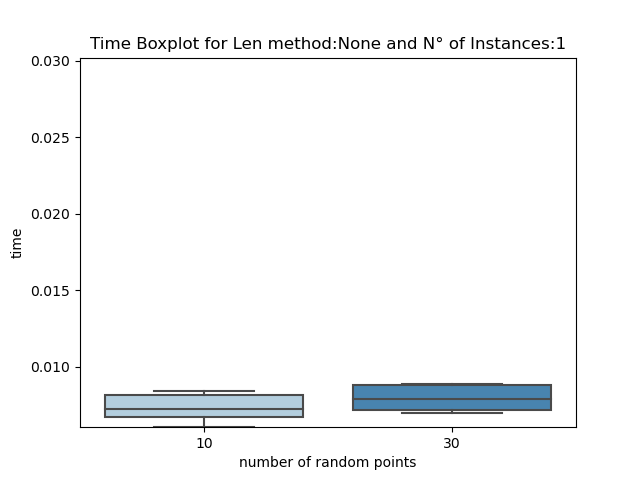 Time Boxplot for Len method:None and N° of Instances:1
0.030
0.025
0.020
0.015
0.010
time
10 30
number of random points